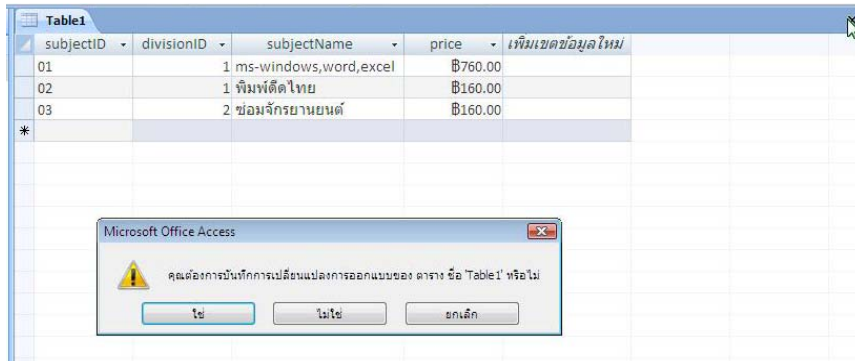 Table1
subjectID divisionID subjectName price เพิ่มเขตข้อมูลใหม่
01 1 ms-windows,word,excel ฿760.00
02 1 พิมพ์ดีดไทย ฿160.00
03 2 ซ่อมจักรยานยนต์ ฿160.00
Microsoft Office Access
คุณต้องการบันทึกการเปลี่ยนแปลงการออกแบบของ ตาราง ชื่อ 'Table1' หรือไม่
ใช่ ไม่ใช่ ยกเลิก